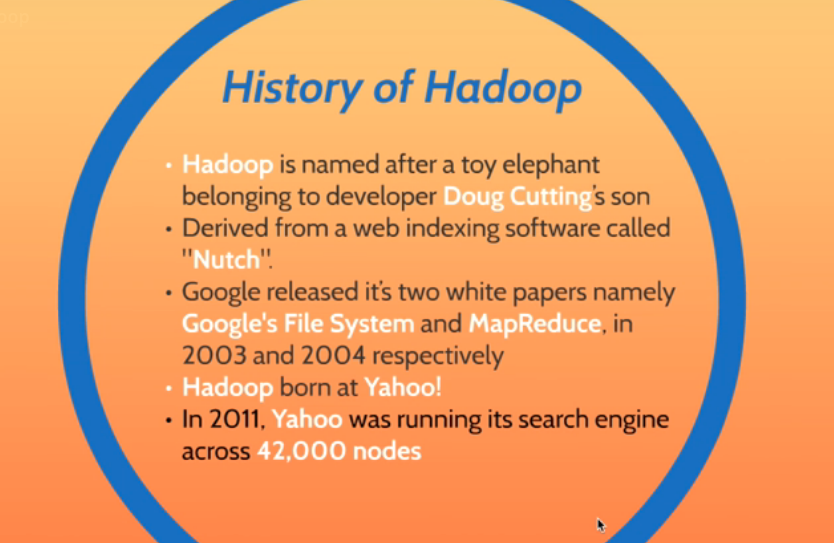 History of Hadoop
• Hadoop is named after a toy elephant
belonging to developer Doug Cutting's son
• Derived from a web indexing software called
"Nutch".
• Google released it's two white papers namely
Google's File System and MapReduce, in
2003 and 2004 respectively
• Hadoop born at Yahoo!
• In 2011, Yahoo was running its search engine
across 42,000 nodes